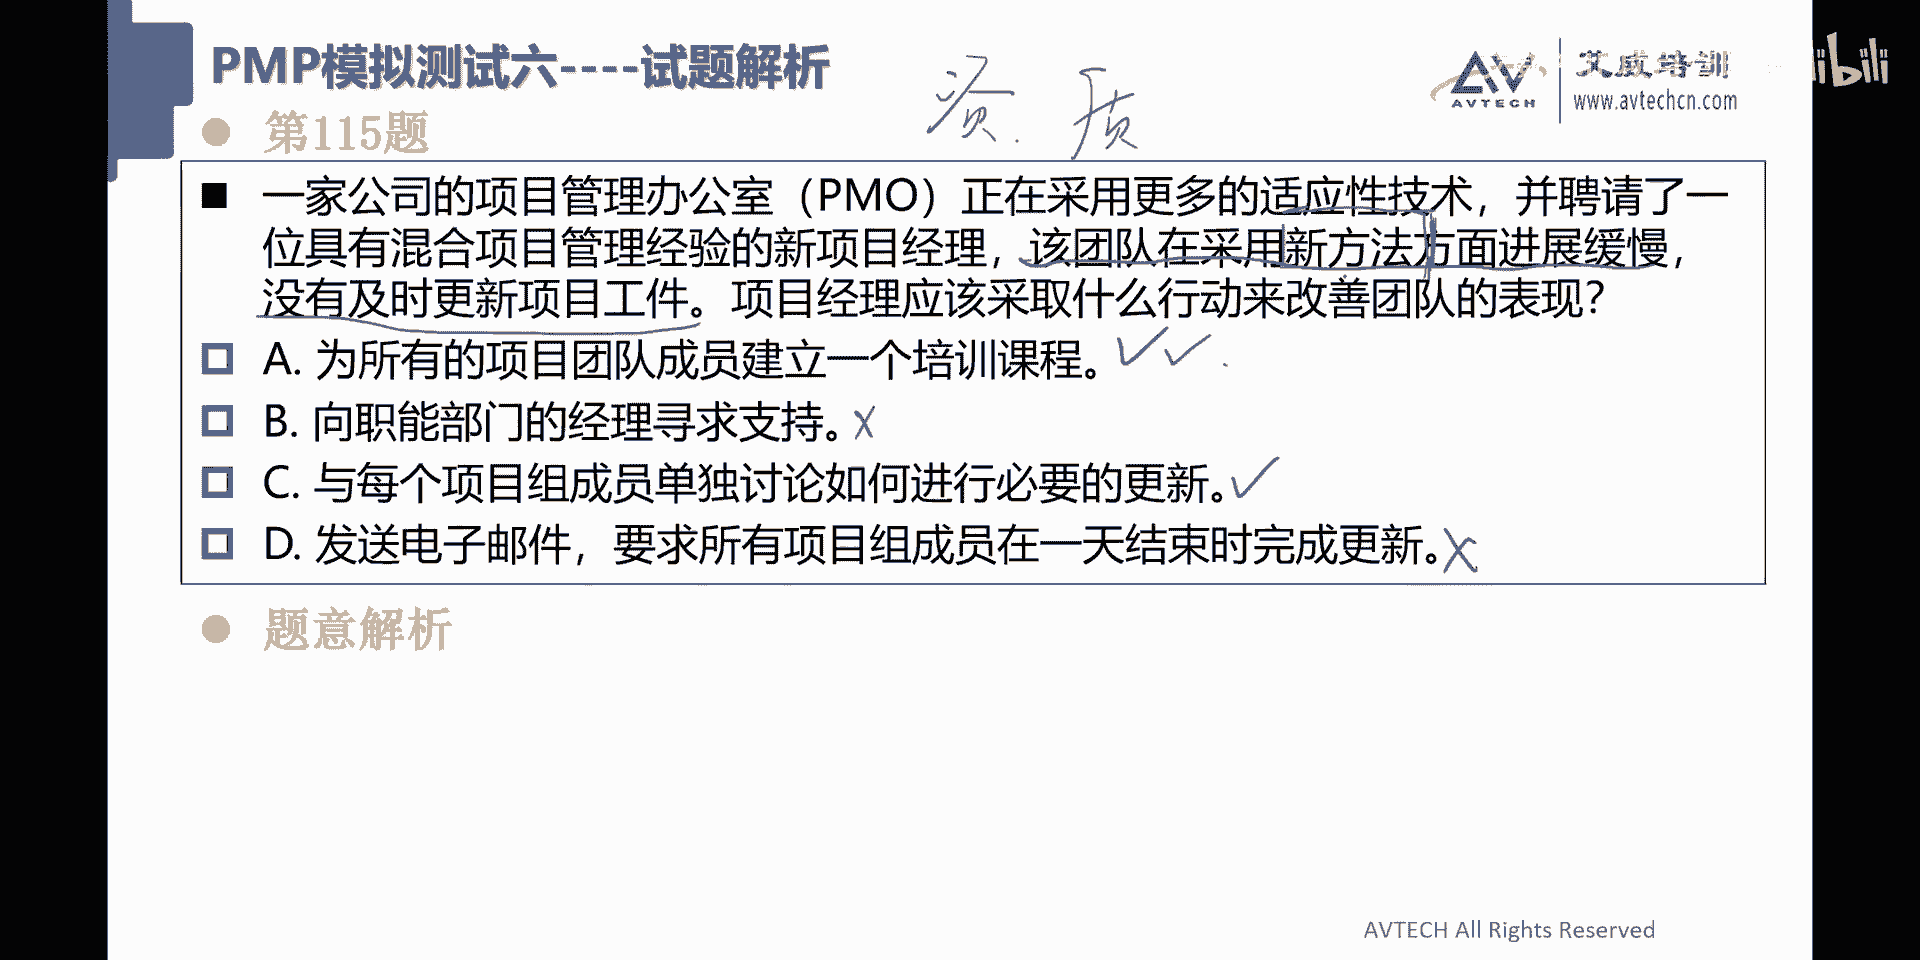 PMP模拟测试六----试题解析
资.质
AVTECH
艾威培训
www.avtechcn.com
bili
第115题
一家公司的项目管理办公室（PMO）正在采用更多的适应性技术，并聘请了一
位具有混合项目管理经验的新项目经理，该团队在采用新方法方面进展缓慢，
没有及时更新项目工件。项目经理应该采取什么行动来改善团队的表现？
A. 为所有的项目团队成员建立一个培训课程。
B. 向职能部门的经理寻求支持。
C. 与每个项目组成员单独讨论如何进行必要的更新。
D. 发送电子邮件，要求所有项目组成员在一天结束时完成更新。
题意解析
AVTECH All Rights Reserved